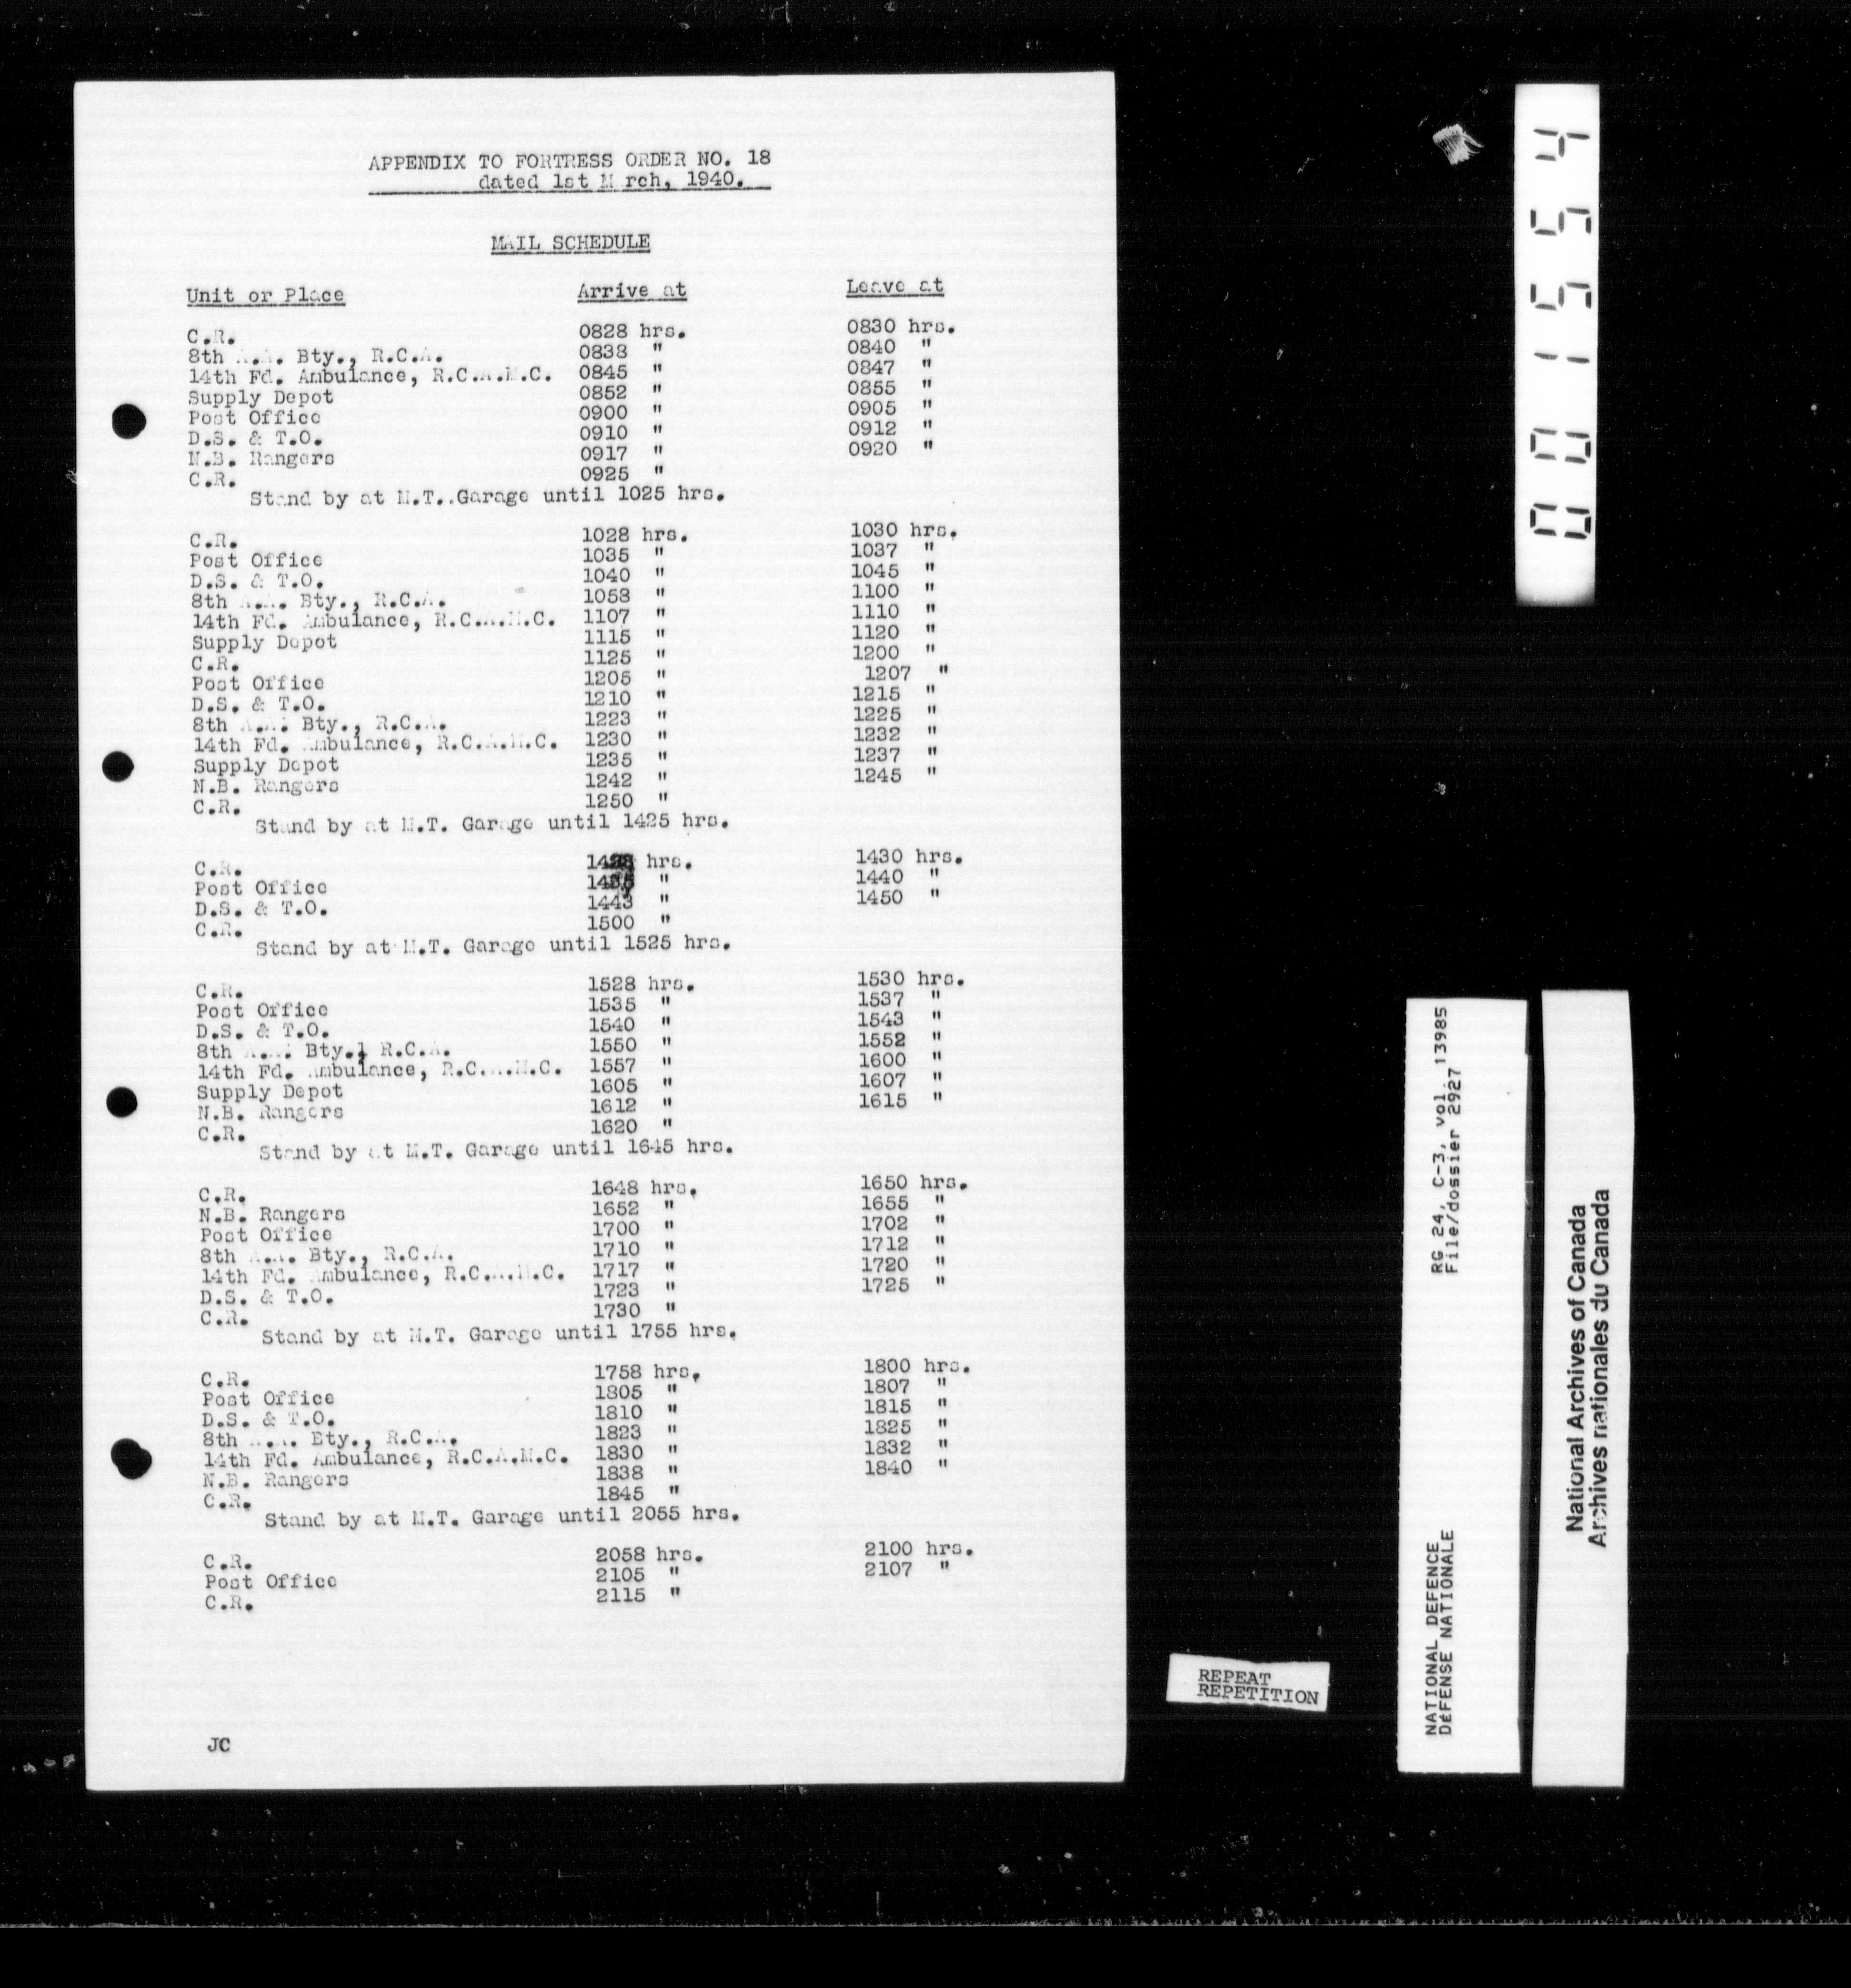 APPENDIX TO FORTRESS ORDER NO. 18
dated 1st M rch, 1940.
MAIL SCHEDULE
Unit or Place Arrive at Leave at
C.R. 0828 hrs. 0830 hrs.
8th A.A. Bty., R.C.A. 0838 " 0840 "
14th Fd. Ambulance, R.C.A.M.C. 0845 " 0847 "
Supply Depot 0852 " 0855 "
Post Office 0900 " 0905 "
D.S. & T.O. 0910 " 0912 "
N.B. Rangers 0917 " 0920 "
C.R. 0925 "
Stand by at M.T..Garage until 1025 hrs.
C.R. 1028 hrs. 1030 hrs.
Post Office 1035 " 1037 "
D.S. & T.O. 1040 " 1045 "
8th A.A. Bty., R.C.A. 1058 " 1100 "
14th Fd. Ambulance, R.C.A.M.C. 1107 " 1110 "
Supply Depot 1115 " 1120 "
C.R. 1125 " 1200 "
Post Office 1205 " 1207 "
D.S. & T.O. 1210 " 1215 "
8th A.A. Bty., R.C.A. 1223 " 1225 "
14th Fd. Ambulance, R.C.A.M.C. 1230 " 1232 "
Supply Depot 1235 " 1237 "
N.B. Rangers 1242 " 1245 "
C.R. 1250 "
Stand by at M.T. Garage until 1425 hrs.
C.R. 1428 hrs. 1430 hrs.
Post Office 1435 " 1440 "
D.S. & T.O. 1443 " 1450 "
C.R. 1500 "
Stand by at M.T. Garage until 1525 hrs.
C.R. 1528 hrs. 1530 hrs.
Post Office 1535 " 1537 "
D.S. & T.O. 1540 " 1543 "
8th A.A. Bty., R.C.A. 1550 " 1552 "
14th Fd. Ambulance, R.C.A.M.C. 1557 " 1600 "
Supply Depot 1605 " 1607 "
N.B. Rangers 1612 " 1615 "
C.R. 1620 "
Stand by at M.T. Garage until 1645 hrs.
C.R. 1648 hrs. 1650 hrs.
N.B. Rangers 1652 " 1655 "
Post Office 1700 " 1702 "
8th A.A. Bty., R.C.A. 1710 " 1712 "
14th Fd. Ambulance, R.C.A.M.C. 1717 " 1720 "
D.S. & T.O. 1723 " 1725 "
C.R. 1730 "
Stand by at M.T. Garage until 1755 hrs.
C.R. 1758 hrs. 1800 hrs.
Post Office 1805 " 1807 "
D.S. & T.O. 1810 " 1815 "
8th A.A. Bty., R.C.A. 1823 " 1825 "
14th Fd. Ambulance, R.C.A.M.C. 1830 " 1832 "
N.B. Rangers 1838 " 1840 "
C.R. 1845 "
Stand by at M.T. Garage until 2055 hrs.
C.R. 2058 hrs. 2100 hrs.
Post Office 2105 " 2107 "
C.R. 2115 "
JC
REPEAT
REPETITION
001554
NATIONAL DEFENCE RG 24, C-3, vol. 13985
DÉFENSE NATIONALE File/dossier 2927
National Archives of Canada
Archives nationales du Canada